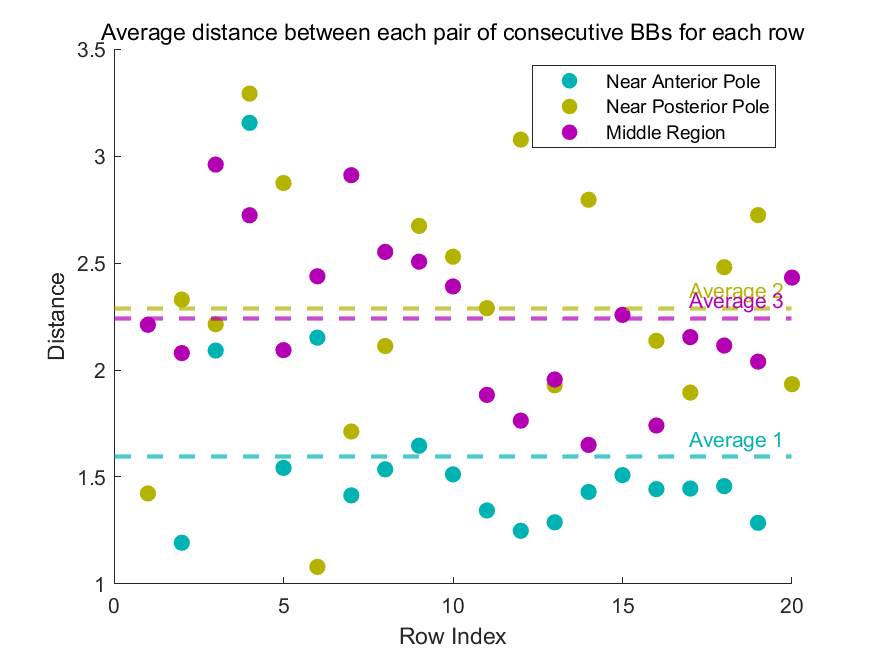 Average distance between each pair of consecutive BBs for each row
3.5
3
2.5
2
1.5
1
Distance
Near Anterior Pole
Near Posterior Pole
Middle Region
Average 2
Average 3
Average 1
0
5
10
15
20
Row Index